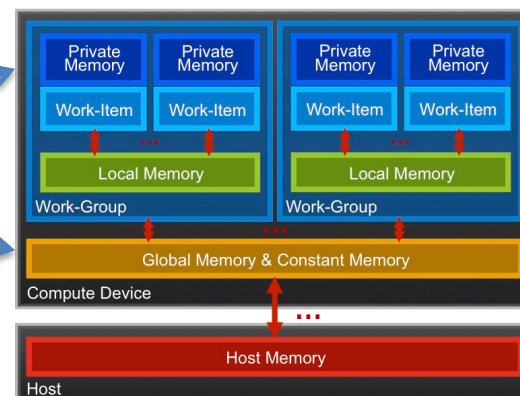 Private Memory Private Memory Private Memory Private Memory
Work-Item Work-Item Work-Item Work-Item
... ...
Local Memory Local Memory
Work-Group Work-Group
...
Global Memory & Constant Memory
Compute Device
...
Host Memory
Host